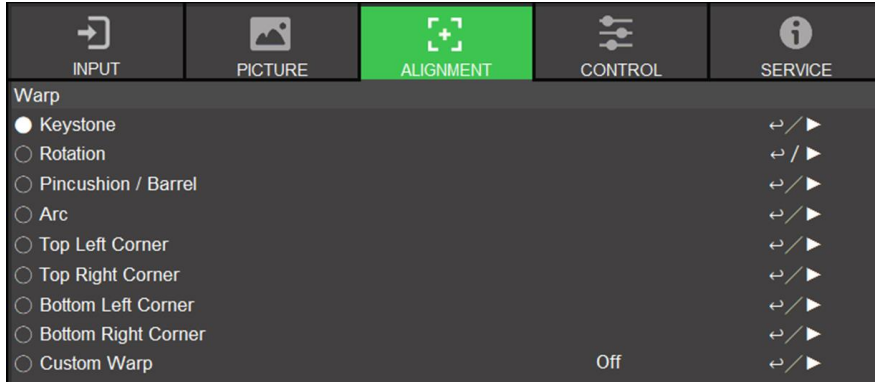 INPUT PICTURE ALIGNMENT CONTROL SERVICE
Warp
Keystone
Rotation /
Pincushion / Barrel
Arc
Top Left Corner
Top Right Corner
Bottom Left Corner
Bottom Right Corner
Custom Warp Off